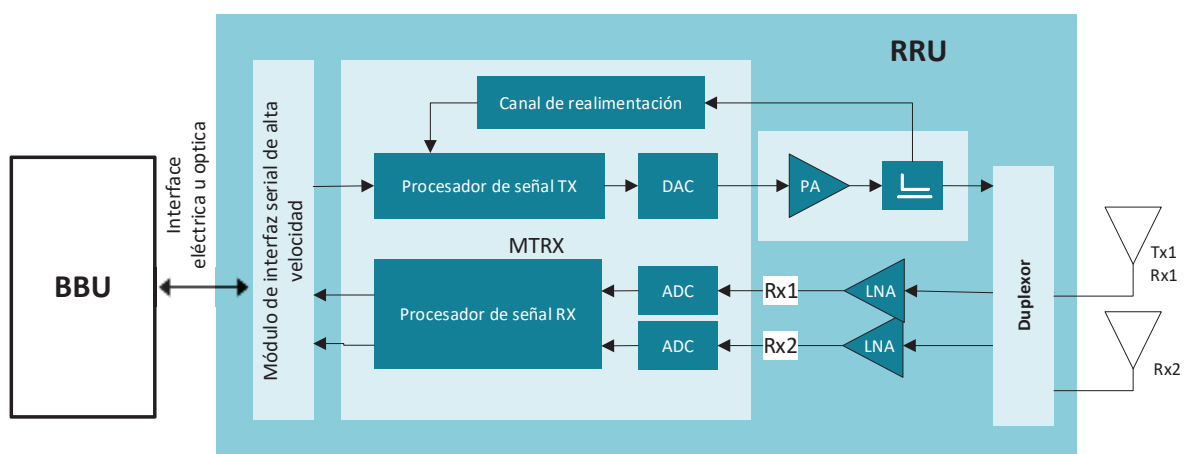 RRU
Canal de realimentación
Procesador de señal TX
DAC
PA
MTRX
Procesador de señal RX
ADC
Rx1
LNA
ADC
Rx2
LNA
BBU
Interface
eléctrica u optica
Módulo de interfaz serial de alta
velocidad
Duplexor
Tx1
Rx1
Rx2